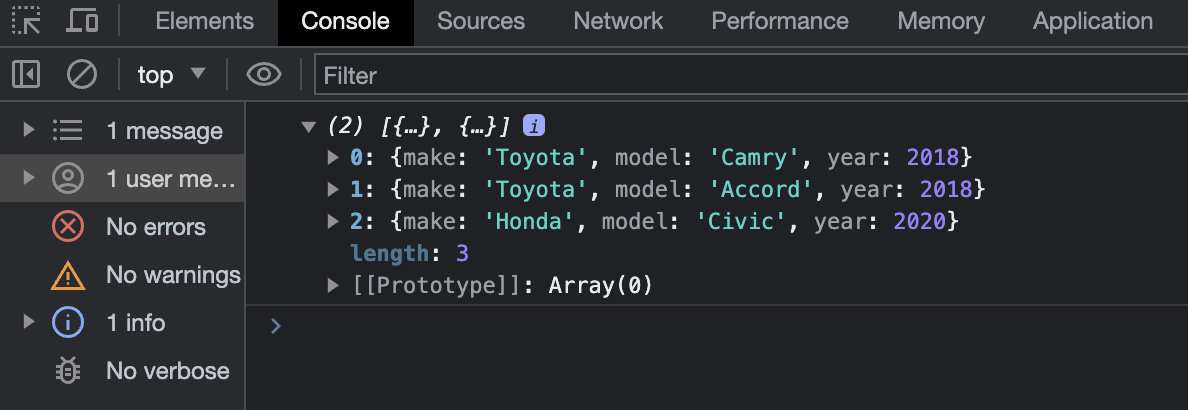 Elements Console Sources Network Performance Memory Application
top Filter
1 message
1 user me…
No errors
No warnings
1 info
No verbose
(2) [{…}, {…}] i
0: {make: 'Toyota', model: 'Camry', year: 2018}
1: {make: 'Toyota', model: 'Accord', year: 2018}
2: {make: 'Honda', model: 'Civic', year: 2020}
length: 3
[[Prototype]]: Array(0)